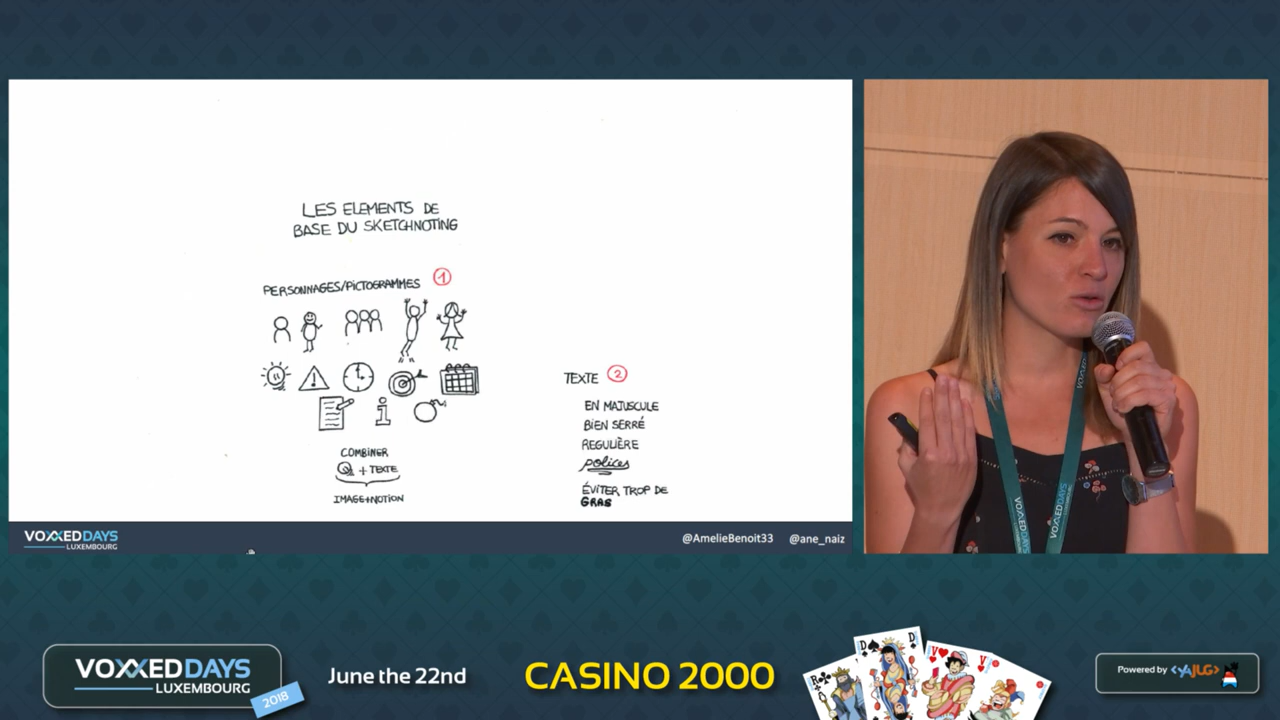 LES ELEMENTS DE
BASE DU SKETCHNOTING
PERSONNAGES/PICTOGRAMMES 1
COMBINER
+ TEXTE
IMAGE+NOTION
TEXTE 2
EN MAJUSCULE
BIEN SERRÉ
REGULIÈRE
polices
ÉVITER TROP DE
GRAS
VOXXEDDAYS
LUXEMBOURG
@AmelieBenoit33 @ane_naiz
VOXXEDDAYS
LUXEMBOURG
2018
June the 22nd
CASINO 2000
Powered by <YAJUG>